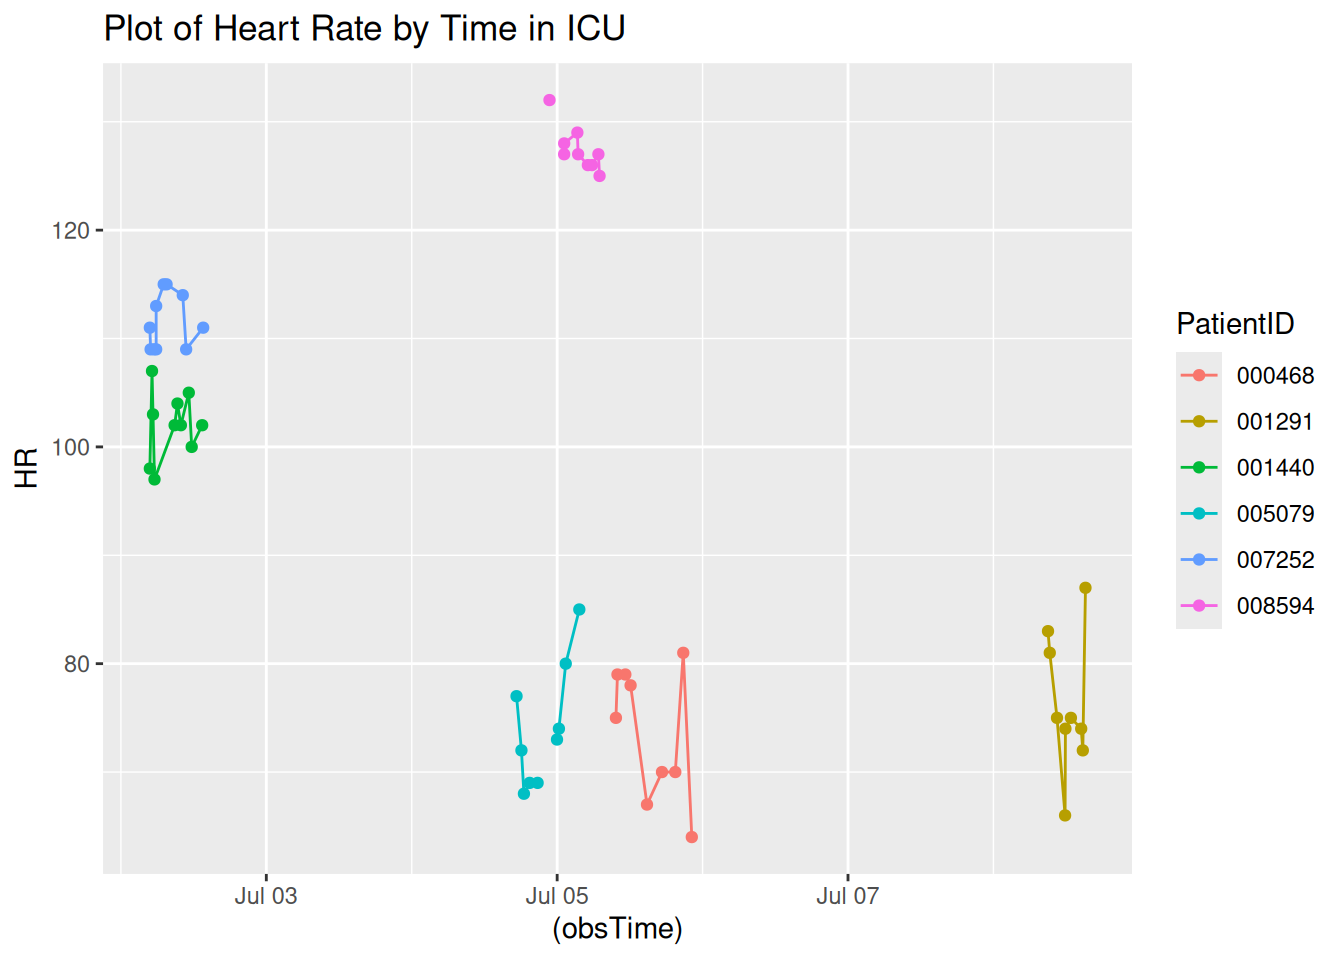 Plot of Heart Rate by Time in ICU
HR
120
100
80
Jul 03
Jul 05
Jul 07
(obsTime)
PatientID
000468
001291
001440
005079
007252
008594